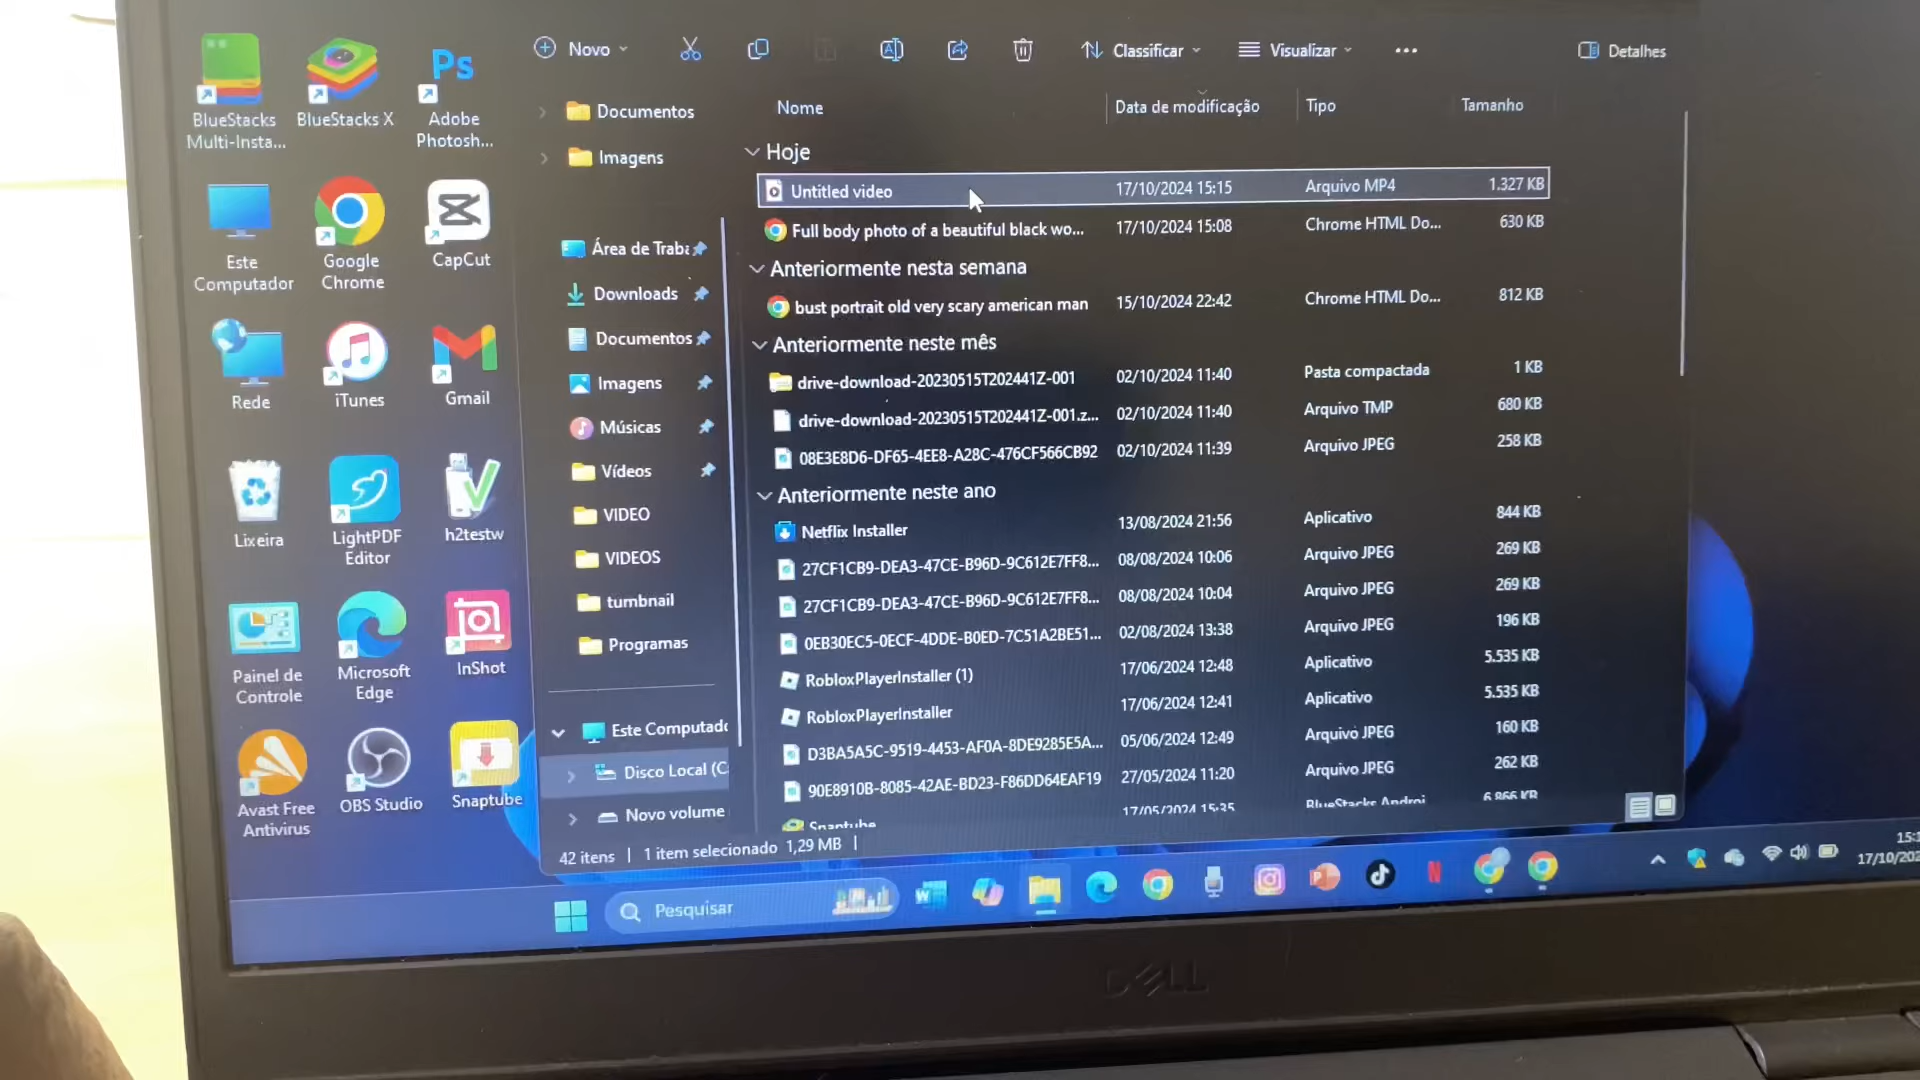 Novo
Classificar
Visualizar
Detalhes
BlueStacks
Multi-Insta...
BlueStacks X
Ps
Adobe
Photosh...
Este
Computador
Google
Chrome
CapCut
Rede
iTunes
Gmail
Lixeira
LightPDF
Editor
h2testw
Painel de
Controle
Microsoft
Edge
InShot
Avast Free
Antivirus
OBS Studio
Snaptube
Documentos
Imagens
Área de Traba
Downloads
Documentos
Imagens
Músicas
Vídeos
VIDEO
VIDEOS
tumbnail
Programas
Este Computado
Disco Local (C
Novo volume
Nome Data de modificação Tipo Tamanho
Hoje
Untitled video 17/10/2024 15:15 Arquivo MP4 1.327 KB
Full body photo of a beautiful black wo... 17/10/2024 15:08 Chrome HTML Do... 630 KB
Anteriormente nesta semana
bust portrait old very scary american man 15/10/2024 22:42 Chrome HTML Do... 812 KB
Anteriormente neste mês
drive-download-20230515T202441Z-001 02/10/2024 11:40 Pasta compactada 1 KB
drive-download-20230515T202441Z-001.z... 02/10/2024 11:40 Arquivo TMP 680 KB
08E3E8D6-DF65-4EE8-A28C-476CF566CB92 02/10/2024 11:39 Arquivo JPEG 258 KB
Anteriormente neste ano
Netflix Installer 13/08/2024 21:56 Aplicativo 844 KB
27CF1CB9-DEA3-47CE-B96D-9C612E7FF8... 08/08/2024 10:06 Arquivo JPEG 269 KB
27CF1CB9-DEA3-47CE-B96D-9C612E7FF8... 08/08/2024 10:04 Arquivo JPEG 269 KB
0EB30EC5-0ECF-4DDE-B0ED-7C51A2BE51... 02/08/2024 13:38 Arquivo JPEG 196 KB
RobloxPlayerInstaller (1) 17/06/2024 12:48 Aplicativo 5.535 KB
RobloxPlayerInstaller 17/06/2024 12:41 Aplicativo 5.535 KB
D3BA5A5C-9519-4453-AF0A-8DE9285E5A... 05/06/2024 12:49 Arquivo JPEG 160 KB
90E8910B-8085-42AE-BD23-F86DD64EAF19 27/05/2024 11:20 Arquivo JPEG 262 KB
Snaptube 17/05/2024 15:35 BlueStacks Androi 6.866 KB
42 itens | 1 item selecionado 1,29 MB |
Pesquisar
15:
17/10/202
DELL